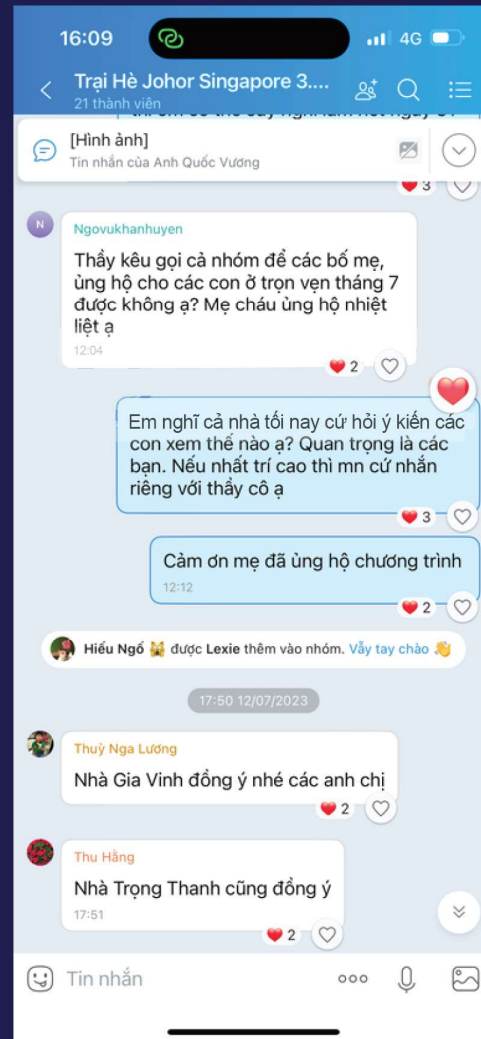 16:09
4G
Trại Hè Johor Singapore 3....
21 thành viên
[Hình ảnh]
Tin nhắn của Anh Quốc Vương
3
N
Ngovukhanhuyen
Thầy kêu gọi cả nhóm để các bố mẹ,
ủng hộ cho các con ở trọn vẹn tháng 7
được không ạ? Mẹ cháu ủng hộ nhiệt
liệt ạ
12:04
2
Em nghĩ cả nhà tối nay cứ hỏi ý kiến các
con xem thế nào ạ? Quan trọng là các
bạn. Nếu nhất trí cao thì mn cứ nhắn
riêng với thầy cô ạ
3
Cảm ơn mẹ đã ủng hộ chương trình
12:12
2
Hiếu Ngố được Lexie thêm vào nhóm. Vẫy tay chào
17:50 12/07/2023
Thuỳ Nga Lương
Nhà Gia Vinh đồng ý nhé các anh chị
2
Thu Hằng
Nhà Trọng Thanh cũng đồng ý
17:51
2
Tin nhắn